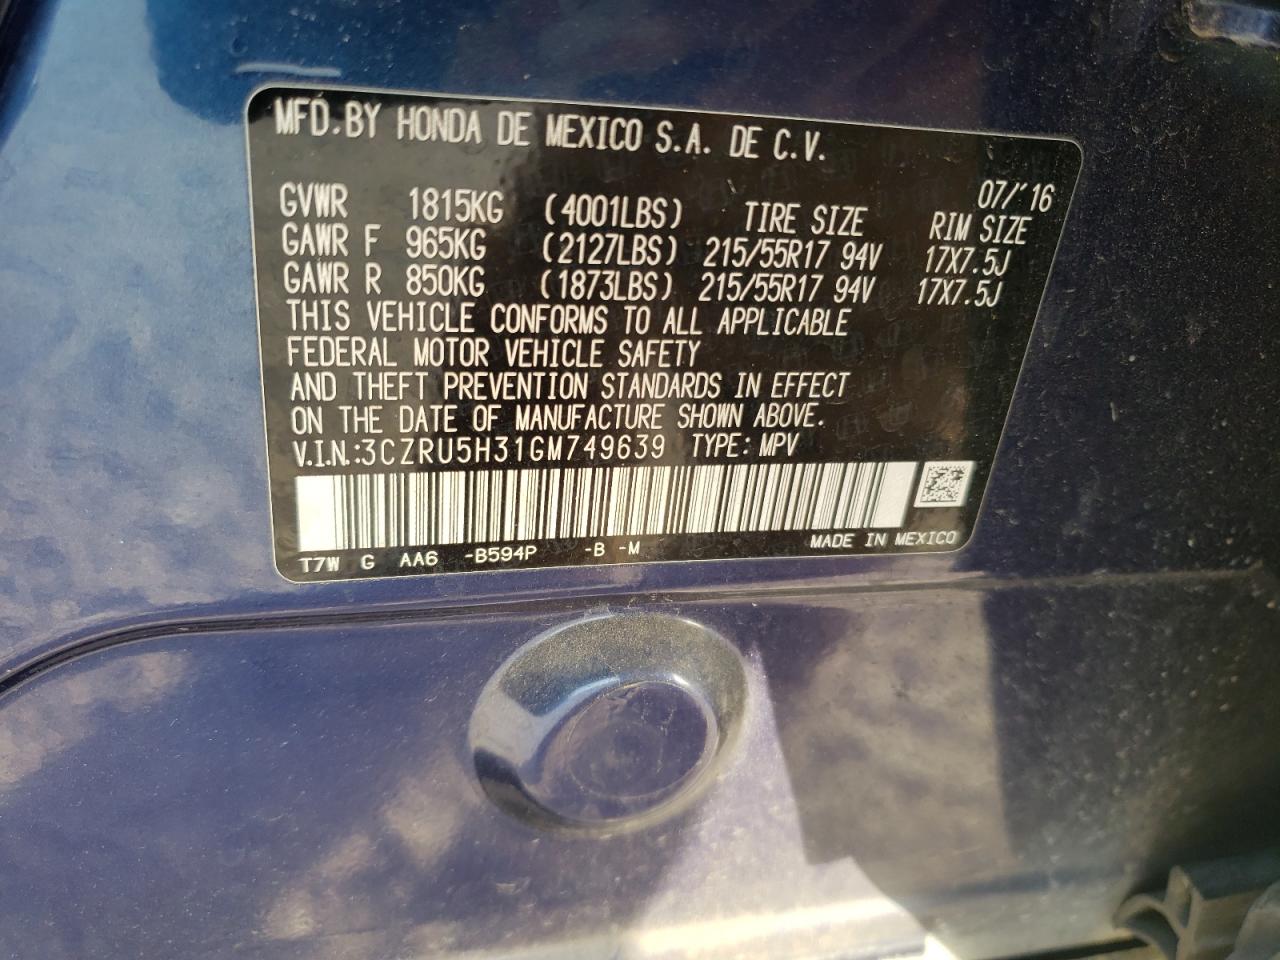 MFD.BY HONDA DE MEXICO S.A. DE C.V.
07/'16
GVWR 1815KG (4001LBS) TIRE SIZE RIM SIZE
GAWR F 965KG (2127LBS) 215/55R17 94V 17X7.5J
GAWR R 850KG (1873LBS) 215/55R17 94V 17X7.5J
THIS VEHICLE CONFORMS TO ALL APPLICABLE
FEDERAL MOTOR VEHICLE SAFETY
AND THEFT PREVENTION STANDARDS IN EFFECT
ON THE DATE OF MANUFACTURE SHOWN ABOVE.
V.I.N.:3CZRU5H31GM749639 TYPE: MPV
T7W G AA6 -B594P -B -M MADE IN MEXICO